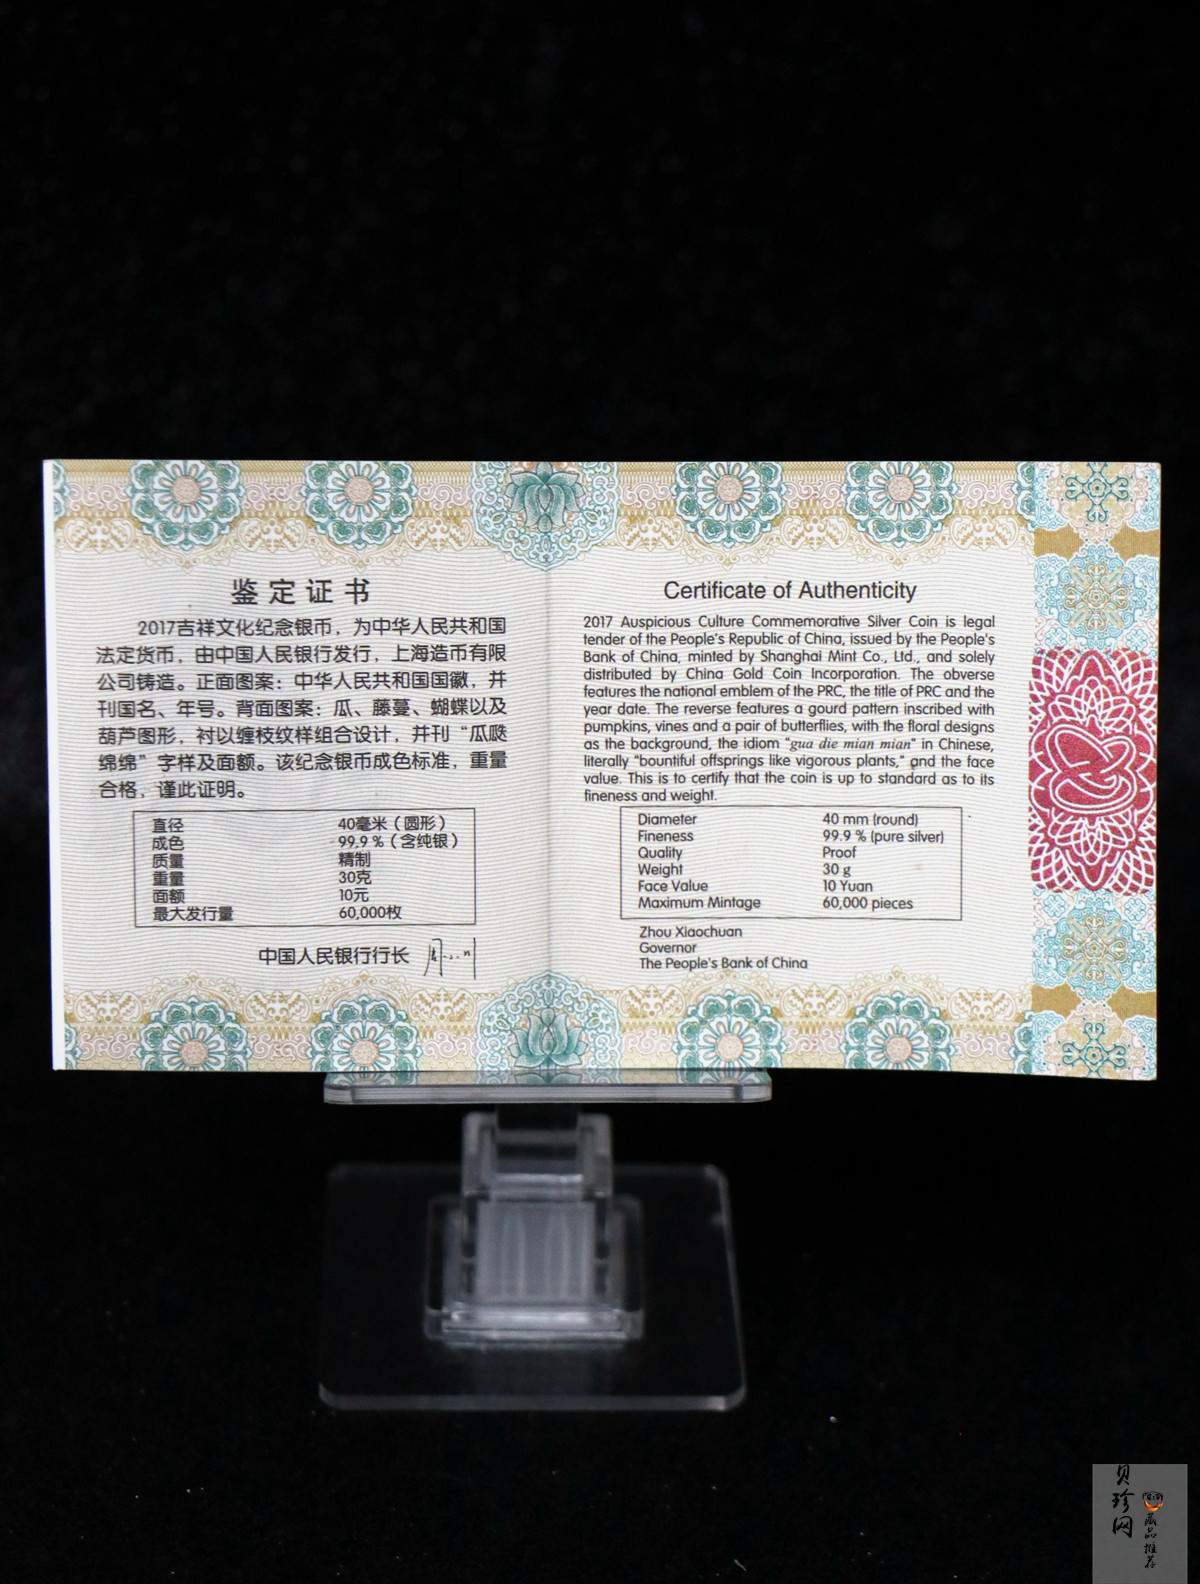 鉴定证书
2017吉祥文化纪念银币，为中华人民共和国
法定货币，由中国人民银行发行，上海造币有限
公司铸造。正面图案：中华人民共和国国徽，并
刊国名、年号。背面图案：瓜、藤蔓、蝴蝶以及
葫芦图形，衬以缠枝纹样组合设计，并刊“瓜瓞
绵绵”字样及面额。该纪念银币成色标准，重量
合格，谨此证明。
直径 40毫米（圆形）
成色 99.9％（含纯银）
质量 精制
重量 30克
面额 10元
最大发行量 60,000枚
中国人民银行行长
Certificate of Authenticity
2017 Auspicious Culture Commemorative Silver Coin is legal
tender of the People's Republic of China, issued by the People's
Bank of China, minted by Shanghai Mint Co., Ltd., and solely
distributed by China Gold Coin Incorporation. The obverse
features the national emblem of the PRC, the title of PRC and the
year date. The reverse features a gourd pattern inscribed with
pumpkins, vines and a pair of butterflies, with the floral designs
as the background, the idiom "gua die mian mian" in Chinese,
literally "bountiful offsprings like vigorous plants," and the face
value. This is to certify that the coin is up to standard as to its
fineness and weight.
Diameter 40 mm (round)
Fineness 99.9 % (pure silver)
Quality Proof
Weight 30 g
Face Value 10 Yuan
Maximum Mintage 60,000 pieces
Zhou Xiaochuan
Governor
The People's Bank of China
贝珍网
藏品推荐